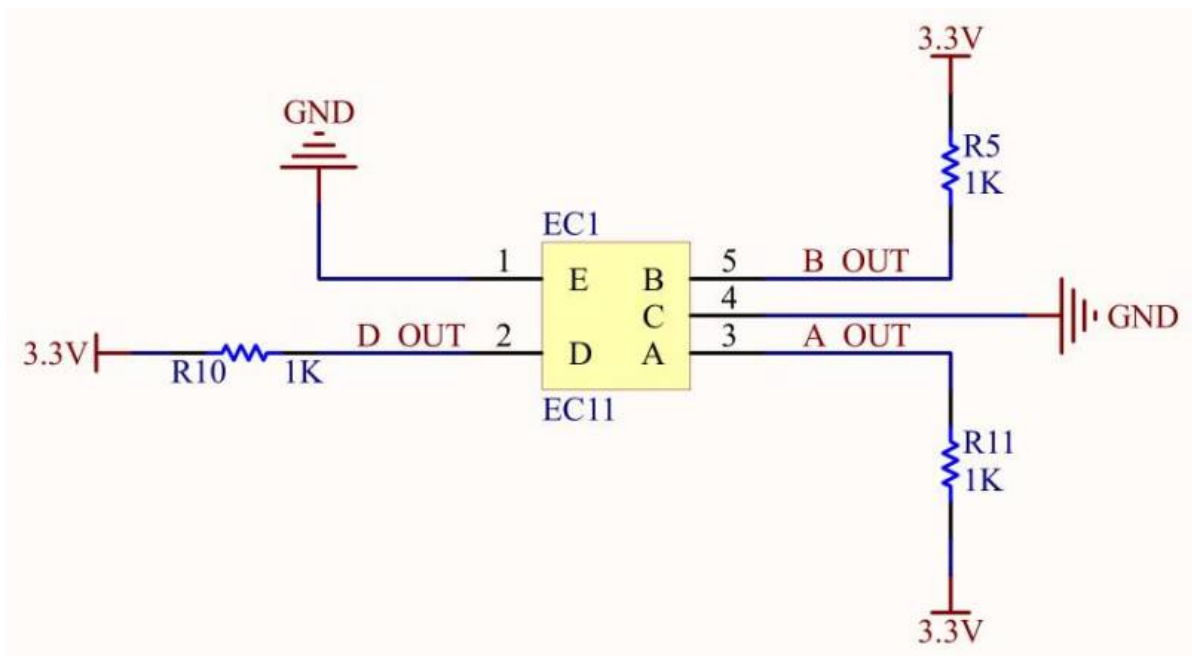 3.3V
GND
R5
1K
EC1
1
E
B
5
B OUT
4
C
GND
3.3V
R10
1K
D OUT
2
D
A
3
A OUT
EC11
R11
1K
3.3V